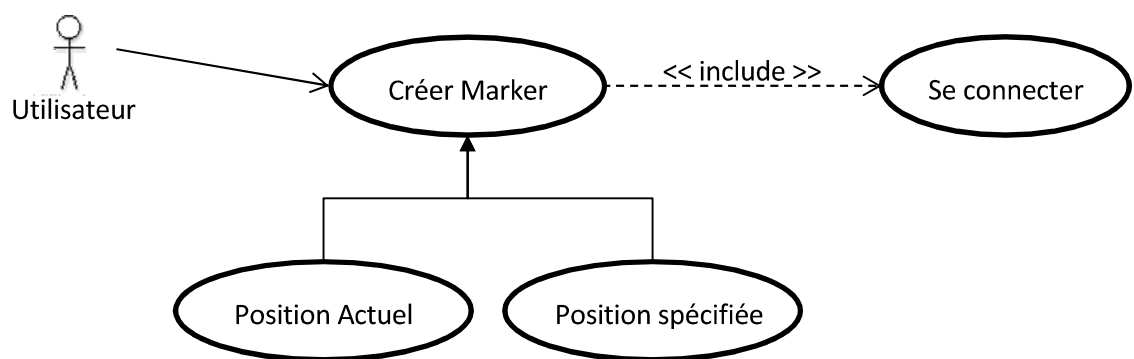 Utilisateur
Créer Marker
<< include >>
Se connecter
Position Actuel
Position spécifiée